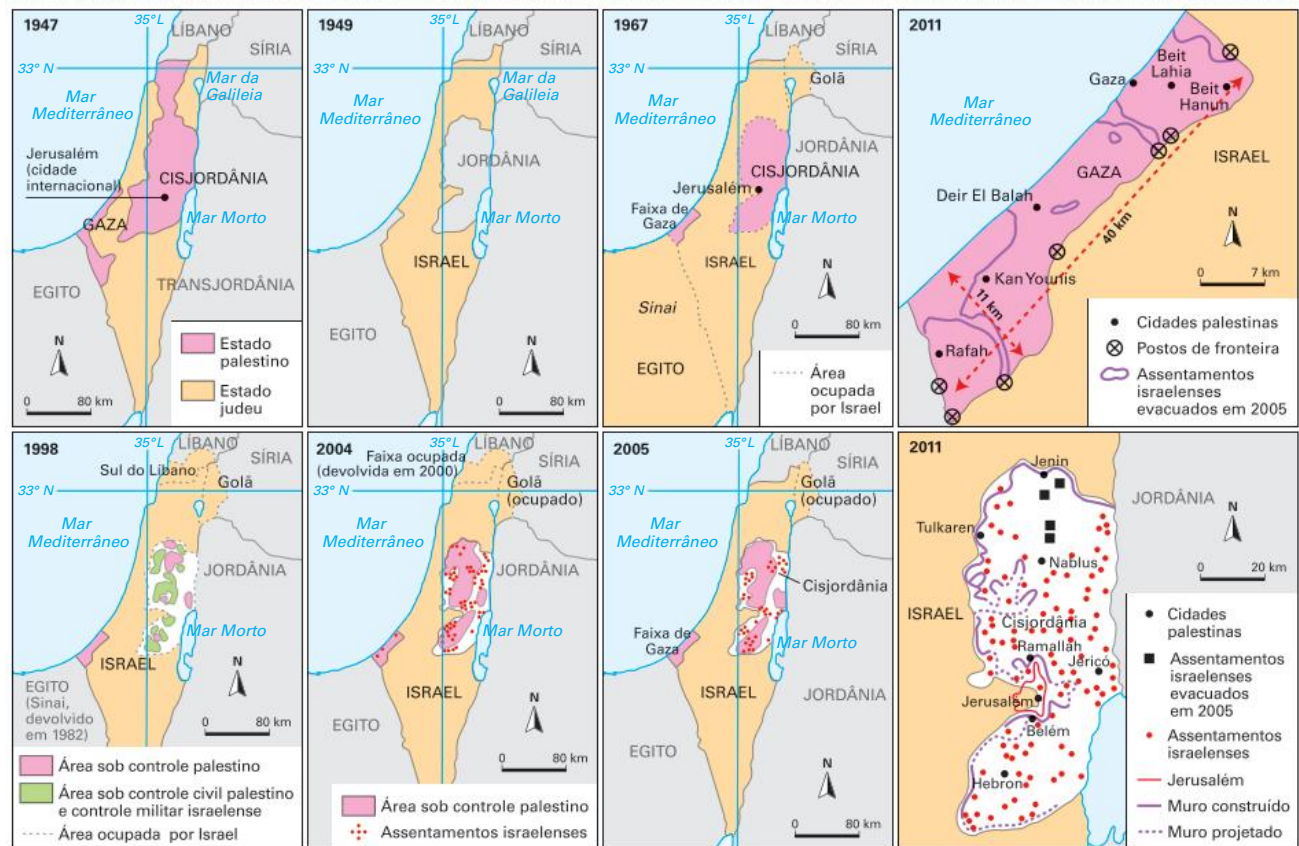 1947
35° L
LÍBANO
SÍRIA
33° N
Mar da
Galileia
Mar
Mediterrâneo
Jerusalém
(cidade
internacional)
CISJORDÂNIA
GAZA
Mar Morto
EGITO
TRANSJORDÂNIA
N
0 80 km
Estado
palestino
Estado
judeu
1949
35° L
LÍBANO
SÍRIA
33° N
Mar da
Galileia
Mar
Mediterrâneo
JORDÂNIA
Mar Morto
ISRAEL
EGITO
N
0 80 km
1967
35° L
LÍBANO
SÍRIA
33° N
Golã
Mar
Mediterrâneo
JORDÂNIA
CISJORDÂNIA
Jerusalém
Faixa de
Gaza
Mar Morto
ISRAEL
Sinai
EGITO
N
0 80 km
Área
ocupada
por Israel
2011
Beit
Lahia
Gaza
Beit
Hanun
Mar
Mediterrâneo
ISRAEL
GAZA
Deir El Balah
40 km
N
0 7 km
Kan Younis
11 km
Rafah
Cidades palestinas
Postos de fronteira
Assentamentos
israelenses
evacuados em 2005
1998
35° L
LÍBANO
Sul do Líbano
SÍRIA
Golã
33° N
Mar
Mediterrâneo
JORDÂNIA
Mar Morto
ISRAEL
EGITO
(Sinai,
devolvido
em 1982)
N
0 80 km
Área sob controle palestino
Área sob controle civil palestino
e controle militar israelense
Área ocupada por Israel
2004
35° L
LÍBANO
Faixa ocupada
(devolvida em 2000)
SÍRIA
33° N
Golã
(ocupado)
Mar
Mediterrâneo
JORDÂNIA
Mar Morto
ISRAEL
EGITO
N
0 80 km
Área sob controle palestino
Assentamentos israelenses
2005
35° L
LÍBANO
SÍRIA
33° N
Golã
(ocupado)
Mar
Mediterrâneo
Cisjordânia
Faixa de
Gaza
Mar Morto
ISRAEL
JORDÂNIA
EGITO
N
0 80 km
2011
Jenin
JORDÂNIA
Tulkaren
N
Nablus
0 20 km
ISRAEL
Cisjordânia
Ramallah
Jericó
Jerusalém
Belém
Hebron
Cidades
palestinas
Assentamentos
israelenses
evacuados
em 2005
Assentamentos
israelenses
Jerusalém
Muro construído
Muro projetado